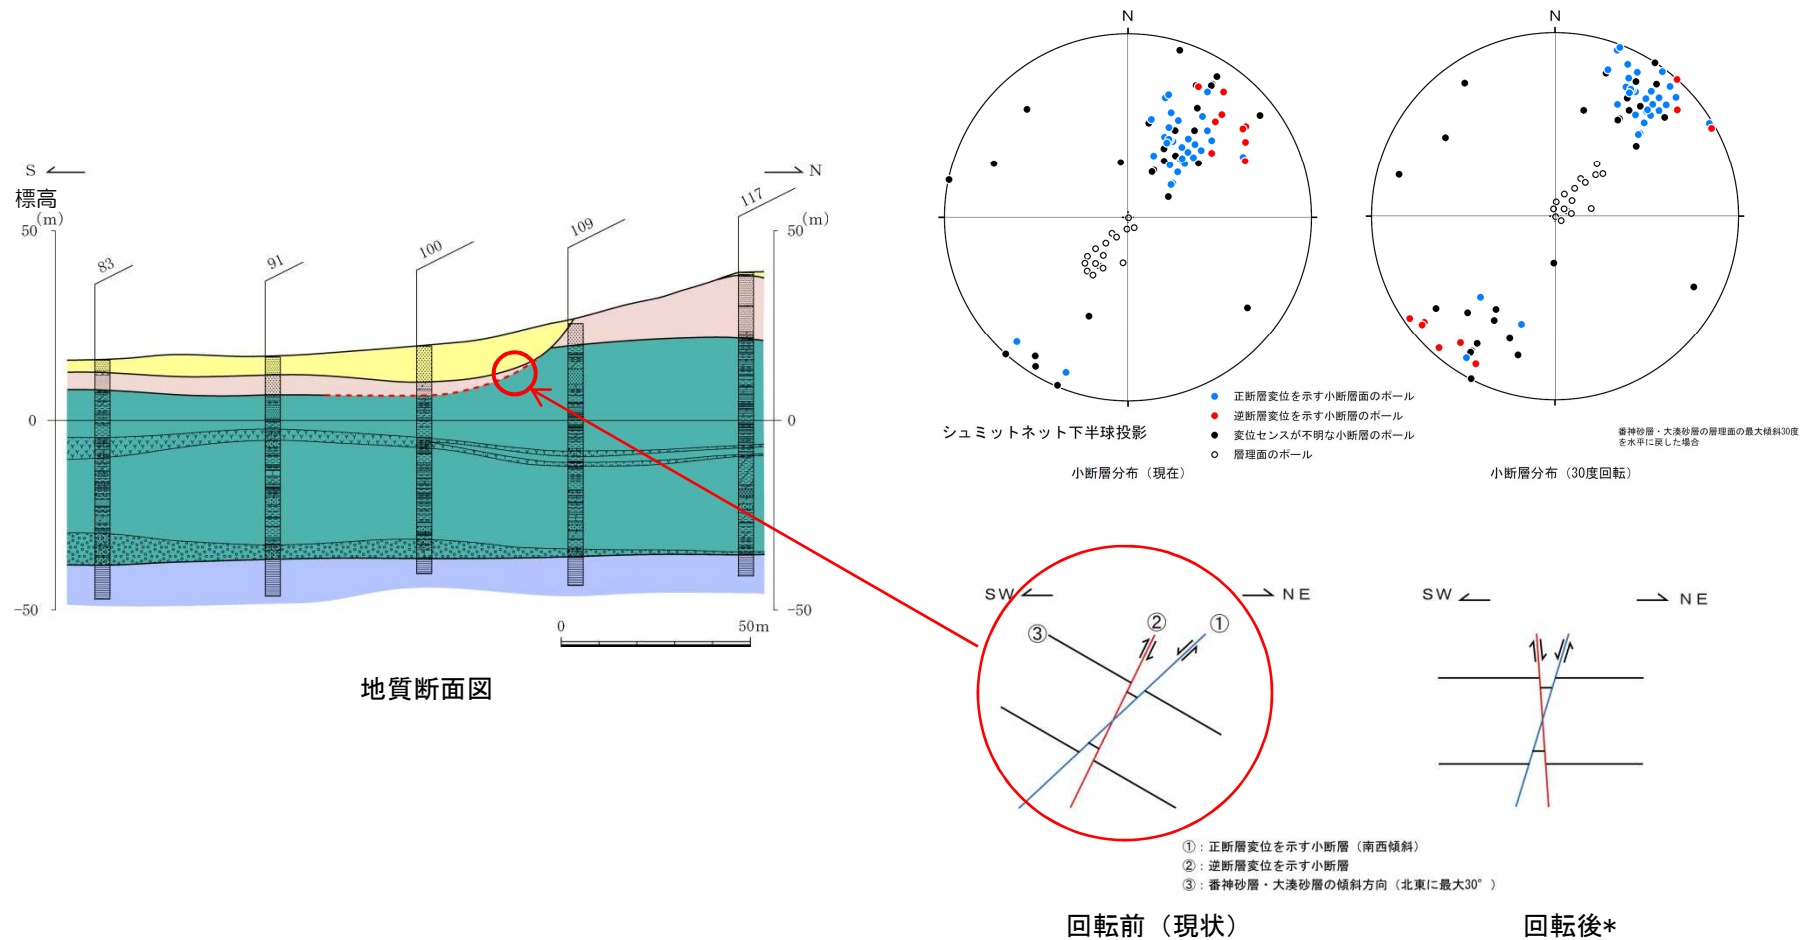 S
N
標高
(m)
50
0
−50
83
91
100
109
117
(m)
50
0
−50
0
50m
地質断面図
N
シュミットネット下半球投影
小断層分布（現在）
正断層変位を示す小断層面のポール
逆断層変位を示す小断層のポール
変位センスが不明な小断層のポール
層理面のポール
N
番神砂層・大湊砂層の層理面の最大傾斜30度
を水平に戻した場合
小断層分布（30度回転）
SW
NE
③
②
①
SW
NE
①：正断層変位を示す小断層（南西傾斜）
②：逆断層変位を示す小断層
③：番神砂層・大湊砂層の傾斜方向（北東に最大30°）
回転前（現状）
回転後*